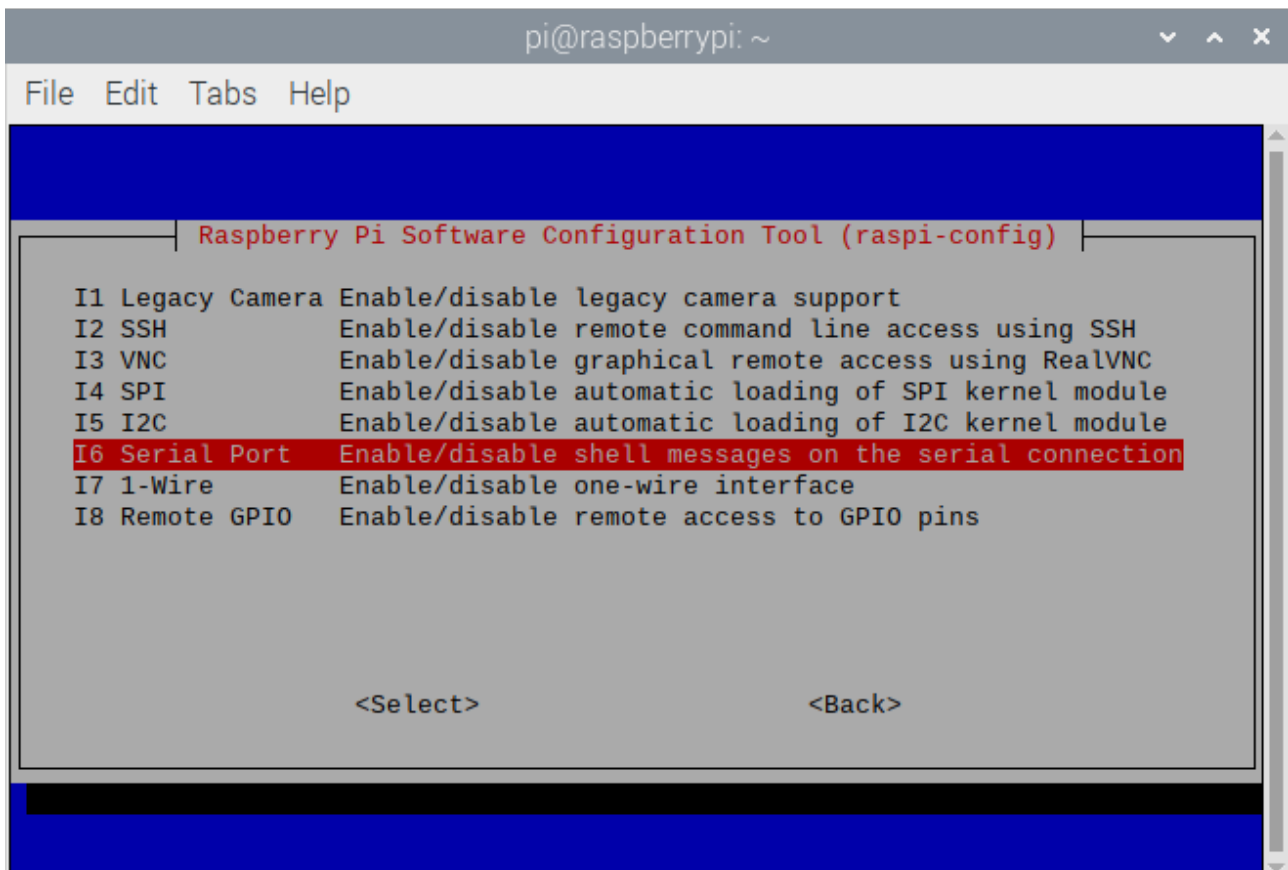 pi@raspberrypi: ~
File Edit Tabs Help
Raspberry Pi Software Configuration Tool (raspi-config)
I1 Legacy Camera Enable/disable legacy camera support
I2 SSH Enable/disable remote command line access using SSH
I3 VNC Enable/disable graphical remote access using RealVNC
I4 SPI Enable/disable automatic loading of SPI kernel module
I5 I2C Enable/disable automatic loading of I2C kernel module
I6 Serial Port Enable/disable shell messages on the serial connection
I7 1-Wire Enable/disable one-wire interface
I8 Remote GPIO Enable/disable remote access to GPIO pins
<Select> <Back>